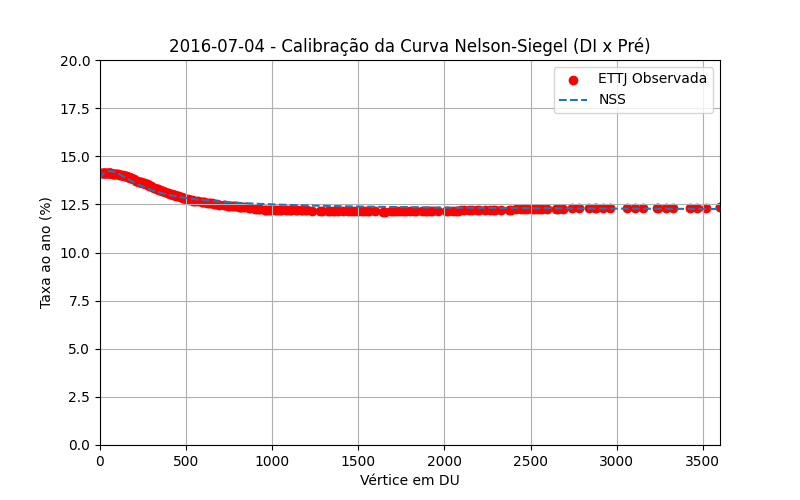 2016-07-04 - Calibração da Curva Nelson-Siegel (DI x Pré)
ETTJ Observada
NSS
Taxa ao ano (%)
20.0
17.5
15.0
12.5
10.0
7.5
5.0
2.5
0.0
0 500 1000 1500 2000 2500 3000 3500
Vértice em DU